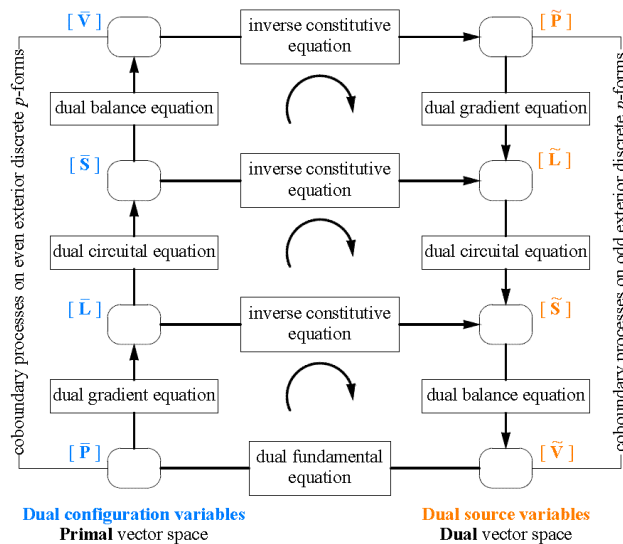 [ V̅ ]
inverse constitutive
equation
[ P̃ ]
dual balance equation
dual gradient equation
[ S̅ ]
inverse constitutive
equation
[ L̃ ]
dual circuital equation
dual circuital equation
[ L̅ ]
inverse constitutive
equation
[ S̃ ]
dual gradient equation
dual balance equation
[ P̅ ]
dual fundamental
equation
[ Ṽ ]
coboundary processes on even exterior discrete p-forms
coboundary processes on odd exterior discrete p-forms
Dual configuration variables
Primal vector space
Dual source variables
Dual vector space